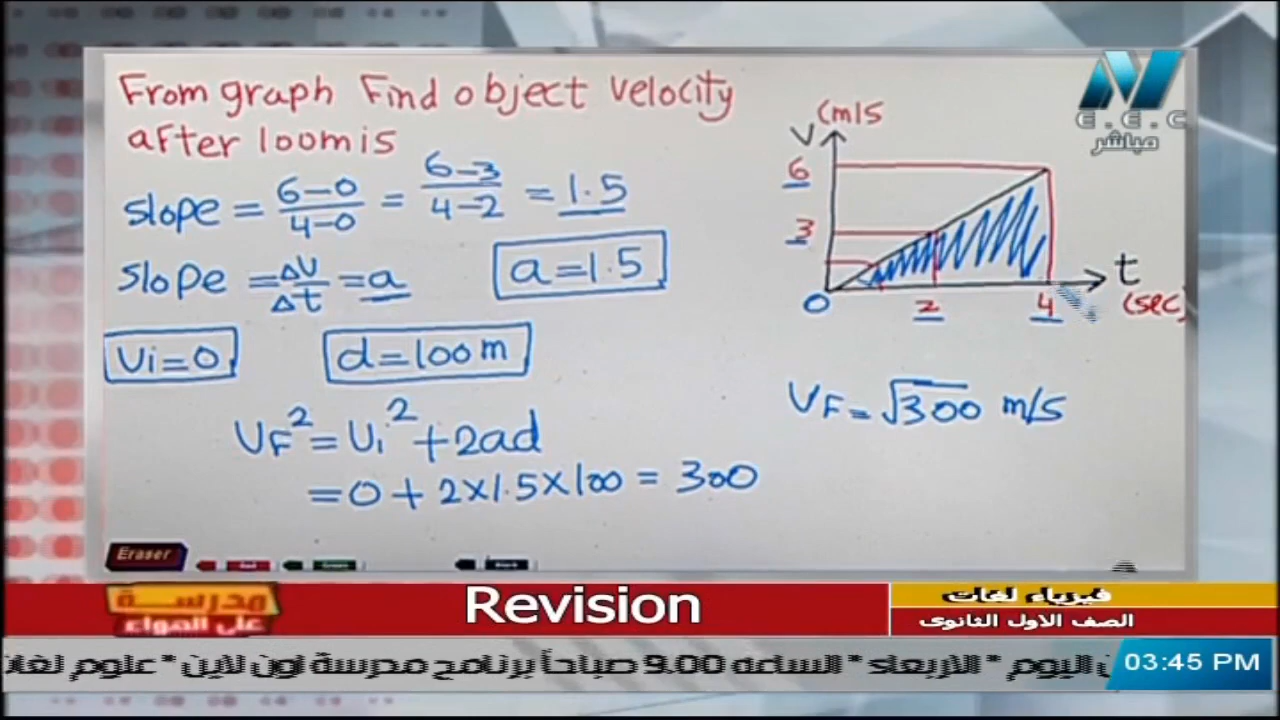 From graph Find object velocity
after 100m is
slope = 6-0/4-0 = 6-3/4-2 = 1.5
slope = ΔV/Δt = a
a = 1.5
Vi = 0
d = 100m
VF² = Vi² + 2ad
= 0 + 2×1.5×100 = 300
(m/s
V
6
3
0
2
4
t
(sec)
VF = √300 m/s
E.E.C
مباشر
Eraser
مدرسة
على الهواء
Revision
فيزياء لغات
الصف الاول الثانوى
اليوم * الاربعاء * الساعه 9.00 صباحاً برنامج مدرسة اون لاين * علوم لغات
03:45 PM